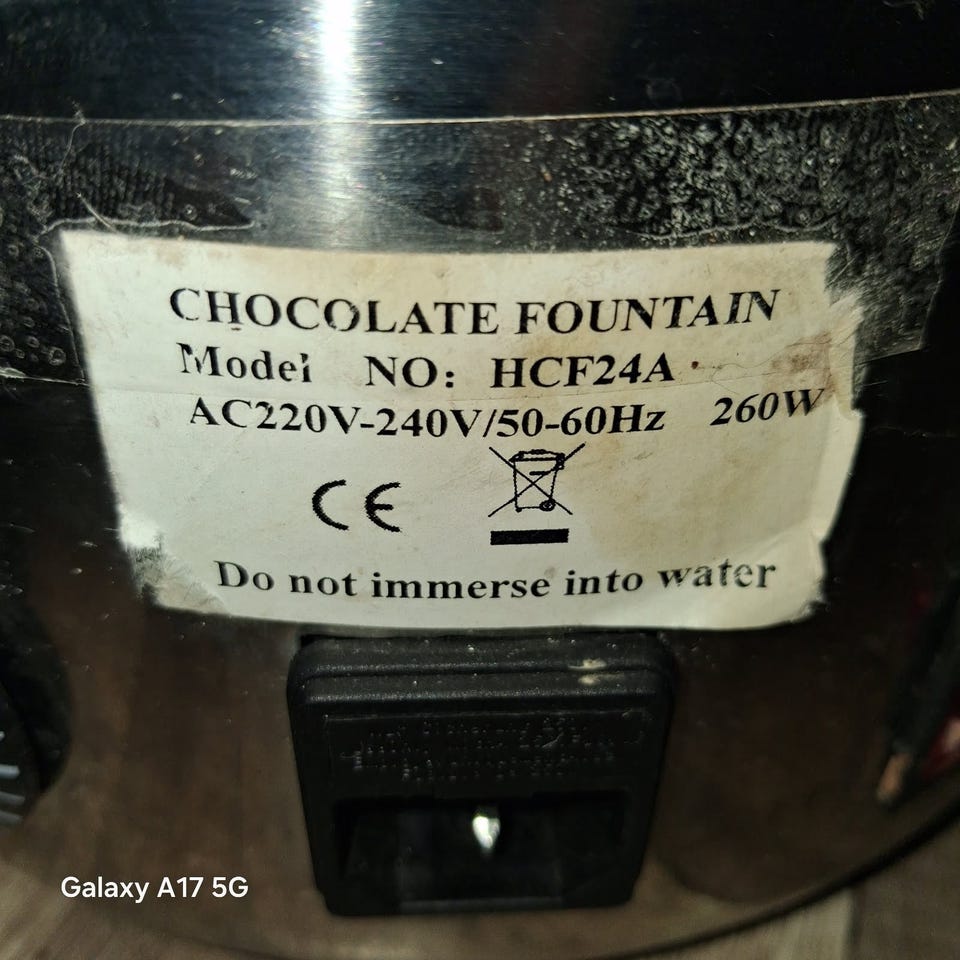 CHOCOLATE FOUNTAIN
Model NO: HCF24A
AC220V-240V/50-60Hz 260W
CE
Do not immerse into water
Galaxy A17 5G